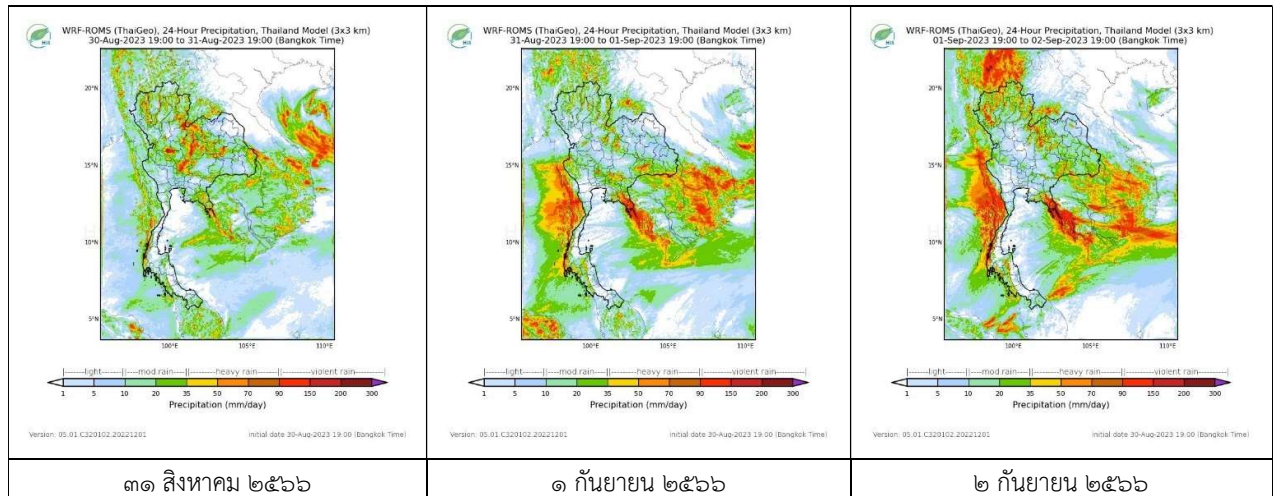 WRF-ROMS (ThaiGeo), 24-Hour Precipitation, Thailand Model (3x3 km)
30-Aug-2023 19:00 to 31-Aug-2023 19:00 (Bangkok Time)
20°N
15°N
10°N
5°N
100°E 105°E 110°E
|--------light-------||----mod rain-----||-------heavy rain--------||------------violent rain-------|
1 5 10 20 35 50 70 90 150 200 300
Precipitation (mm/day)
Version: 05.01.C320102.20221201 initial date 30-Aug-2023 19:00 (Bangkok Time)
๓๑ สิงหาคม ๒๕๖๖
WRF-ROMS (ThaiGeo), 24-Hour Precipitation, Thailand Model (3x3 km)
31-Aug-2023 19:00 to 01-Sep-2023 19:00 (Bangkok Time)
20°N
15°N
10°N
5°N
100°E 105°E 110°E
|--------light-------||----mod rain-----||-------heavy rain--------||------------violent rain-------|
1 5 10 20 35 50 70 90 150 200 300
Precipitation (mm/day)
Version: 05.01.C320102.20221201 initial date 30-Aug-2023 19:00 (Bangkok Time)
๑ กันยายน ๒๕๖๖
WRF-ROMS (ThaiGeo), 24-Hour Precipitation, Thailand Model (3x3 km)
01-Sep-2023 19:00 to 02-Sep-2023 19:00 (Bangkok Time)
20°N
15°N
10°N
5°N
100°E 105°E 110°E
|--------light-------||----mod rain-----||-------heavy rain--------||------------violent rain-------|
1 5 10 20 35 50 70 90 150 200 300
Precipitation (mm/day)
Version: 05.01.C320102.20221201 initial date 30-Aug-2023 19:00 (Bangkok Time)
๒ กันยายน ๒๕๖๖